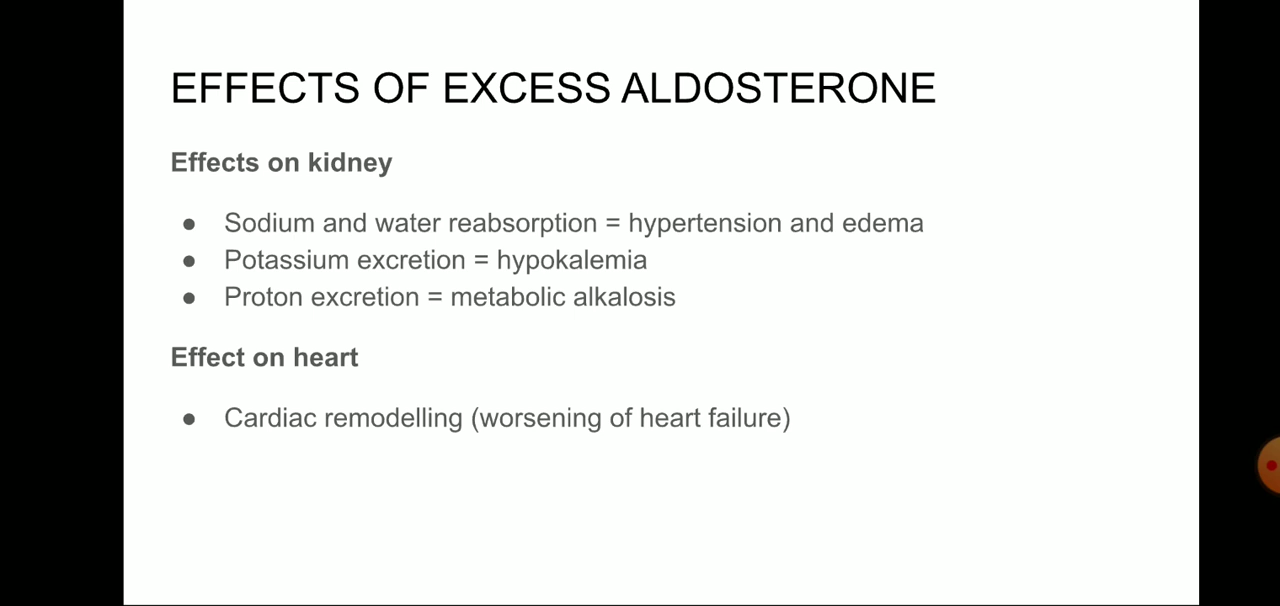 EFFECTS OF EXCESS ALDOSTERONE
Effects on kidney
● Sodium and water reabsorption = hypertension and edema
● Potassium excretion = hypokalemia
● Proton excretion = metabolic alkalosis
Effect on heart
● Cardiac remodelling (worsening of heart failure)